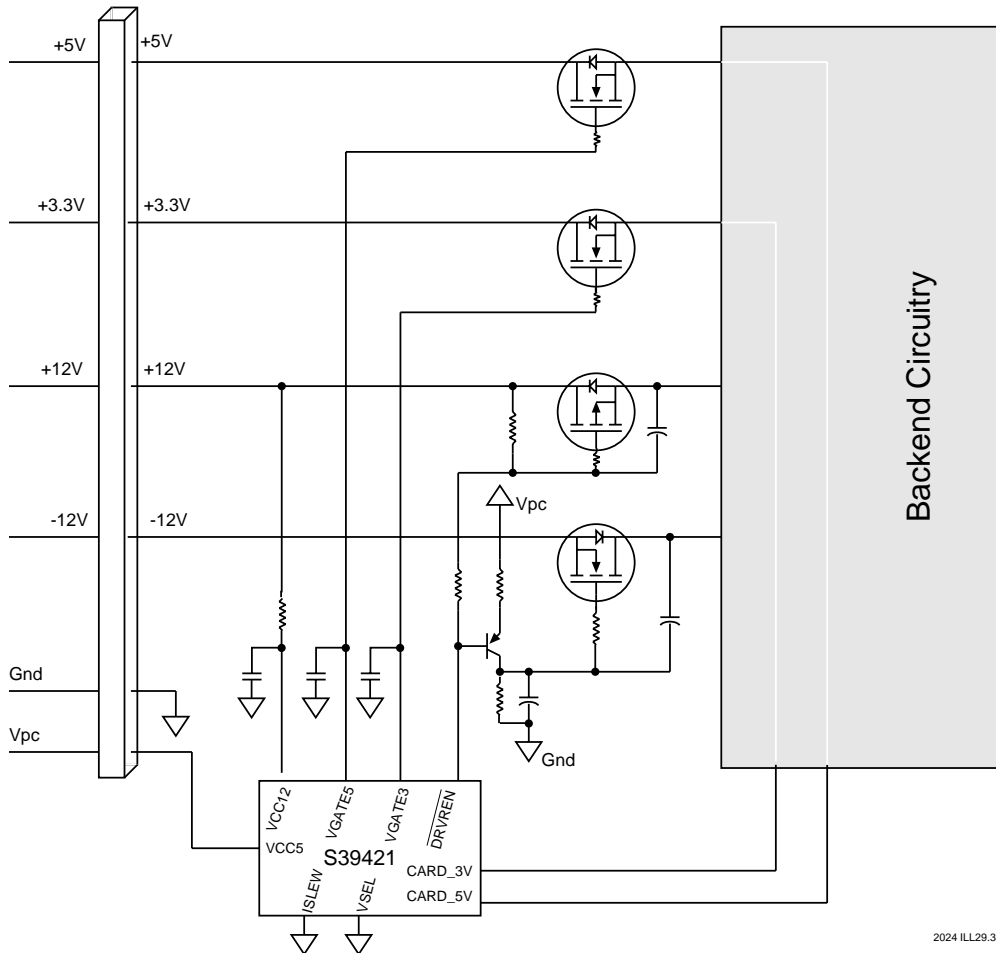 +5V
+5V
+3.3V
+3.3V
+12V
+12V
Vpc
-12V
-12V
Gnd
Vpc
Gnd
VCC12
VGATE5
VGATE3
DRVREN
VCC5
S39421
CARD_3V
CARD_5V
ISLEW
VSEL
Backend Circuitry
2024 ILL29.3